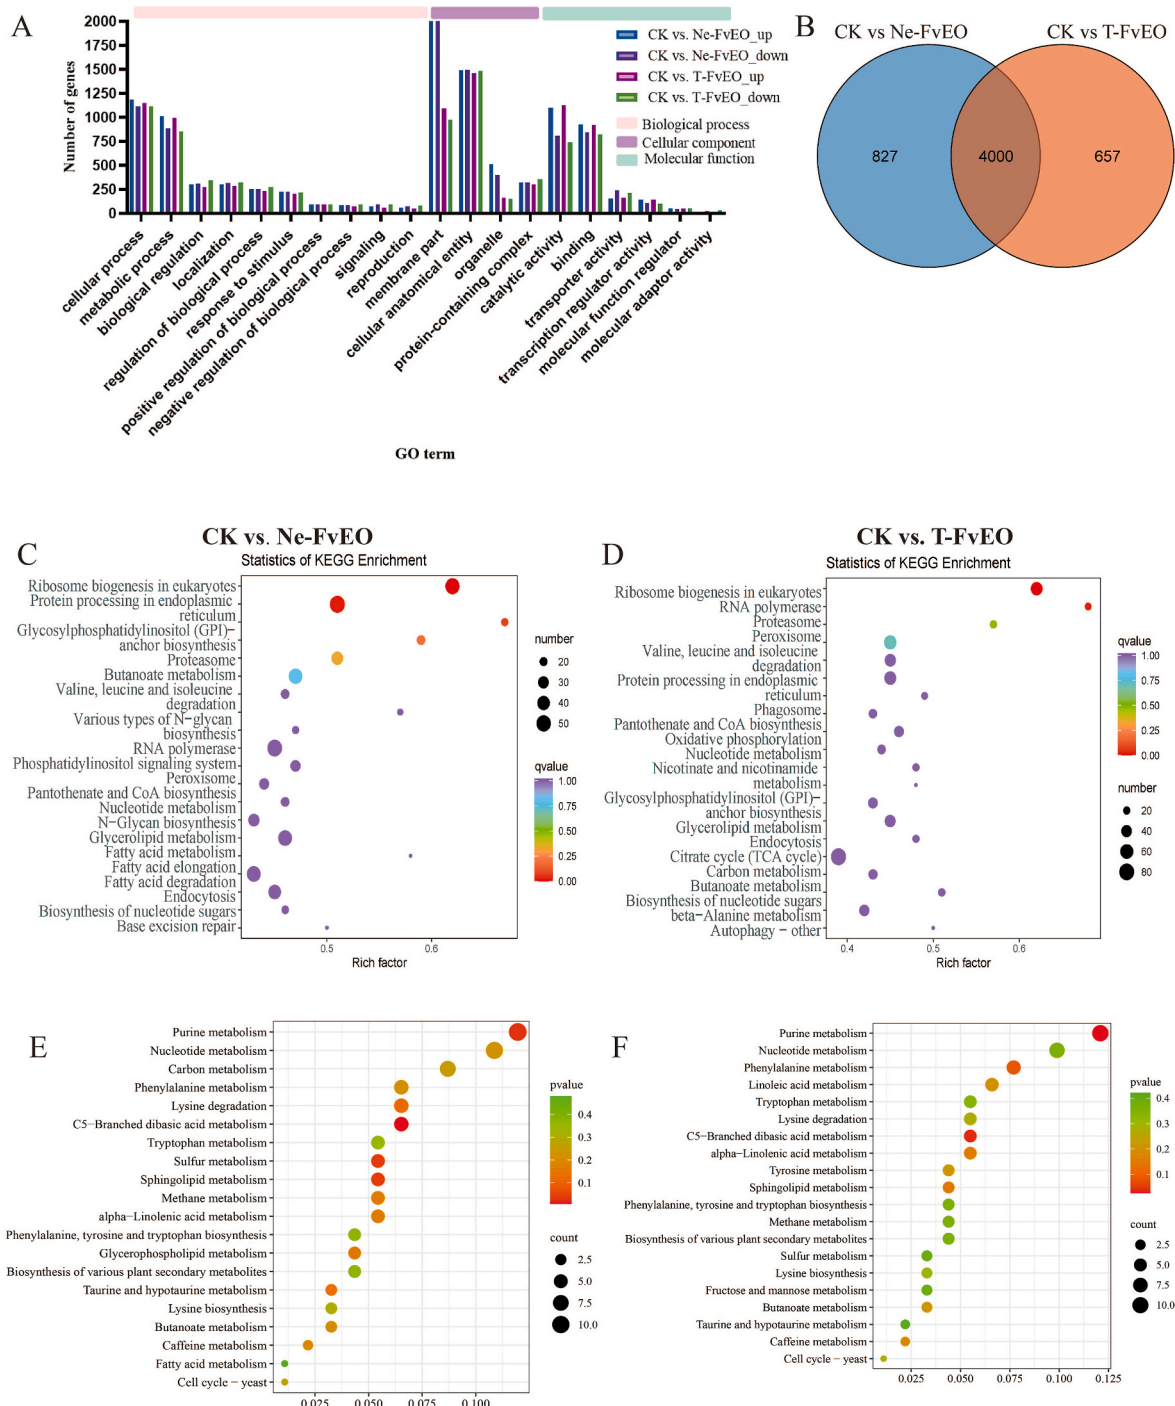 A
2000
1750
1500
1250
1000
750
500
250
0
Number of genes
CK vs. Ne-FvEO_up
CK vs. Ne-FvEO_down
CK vs. T-FvEO_up
CK vs. T-FvEO_down
Biological process
Cellular component
Molecular function
cellular process
metabolic process
biological regulation
localization
regulation of biological process
response to stimulus
positive regulation of biological process
negative regulation of biological process
signaling
reproduction
membrane part
cellular anatomical entity
organelle
protein-containing complex
catalytic activity
binding
transporter activity
transcription regulator activity
molecular function regulator
molecular adaptor activity
GO term
B
CK vs Ne-FvEO
CK vs T-FvEO
827
4000
657
C
CK vs. Ne-FvEO
Statistics of KEGG Enrichment
Ribosome biogenesis in eukaryotes
Protein processing in endoplasmic
reticulum
Glycosylphosphatidylinositol (GPI)−
anchor biosynthesis
Proteasome
Butanoate metabolism
Valine, leucine and isoleucine
degradation
Various types of N−glycan
biosynthesis
RNA polymerase
Phosphatidylinositol signaling system
Peroxisome
Pantothenate and CoA biosynthesis
Nucleotide metabolism
N−Glycan biosynthesis
Glycerolipid metabolism
Fatty acid metabolism
Fatty acid elongation
Fatty acid degradation
Endocytosis
Biosynthesis of nucleotide sugars
Base excision repair
0.5
0.6
Rich factor
number
20
30
40
50
qvalue
1.00
0.75
0.50
0.25
0.00
D
CK vs. T-FvEO
Statistics of KEGG Enrichment
Ribosome biogenesis in eukaryotes
RNA polymerase
Proteasome
Peroxisome
Valine, leucine and isoleucine
degradation
Protein processing in endoplasmic
reticulum
Phagosome
Pantothenate and CoA biosynthesis
Oxidative phosphorylation
Nucleotide metabolism
Nicotinate and nicotinamide
metabolism
Glycosylphosphatidylinositol (GPI)−
anchor biosynthesis
Glycerolipid metabolism
Endocytosis
Citrate cycle (TCA cycle)
Carbon metabolism
Butanoate metabolism
Biosynthesis of nucleotide sugars
beta−Alanine metabolism
Autophagy − other
0.4
0.5
0.6
Rich factor
qvalue
1.00
0.75
0.50
0.25
0.00
number
20
40
60
80
E
Purine metabolism
Nucleotide metabolism
Carbon metabolism
Phenylalanine metabolism
Lysine degradation
C5−Branched dibasic acid metabolism
Tryptophan metabolism
Sulfur metabolism
Sphingolipid metabolism
Methane metabolism
alpha−Linolenic acid metabolism
Phenylalanine, tyrosine and tryptophan biosynthesis
Glycerophospholipid metabolism
Biosynthesis of various plant secondary metabolites
Taurine and hypotaurine metabolism
Lysine biosynthesis
Butanoate metabolism
Caffeine metabolism
Fatty acid metabolism
Cell cycle − yeast
0.025
0.050
0.075
0.100
pvalue
0.4
0.3
0.2
0.1
count
2.5
5.0
7.5
10.0
F
Purine metabolism
Nucleotide metabolism
Phenylalanine metabolism
Linoleic acid metabolism
Tryptophan metabolism
Lysine degradation
C5−Branched dibasic acid metabolism
alpha−Linolenic acid metabolism
Tyrosine metabolism
Sphingolipid metabolism
Phenylalanine, tyrosine and tryptophan biosynthesis
Methane metabolism
Biosynthesis of various plant secondary metabolites
Sulfur metabolism
Lysine biosynthesis
Fructose and mannose metabolism
Butanoate metabolism
Taurine and hypotaurine metabolism
Caffeine metabolism
Cell cycle − yeast
0.025
0.050
0.075
0.100
0.125
pvalue
0.4
0.3
0.2
0.1
count
2.5
5.0
7.5
10.0